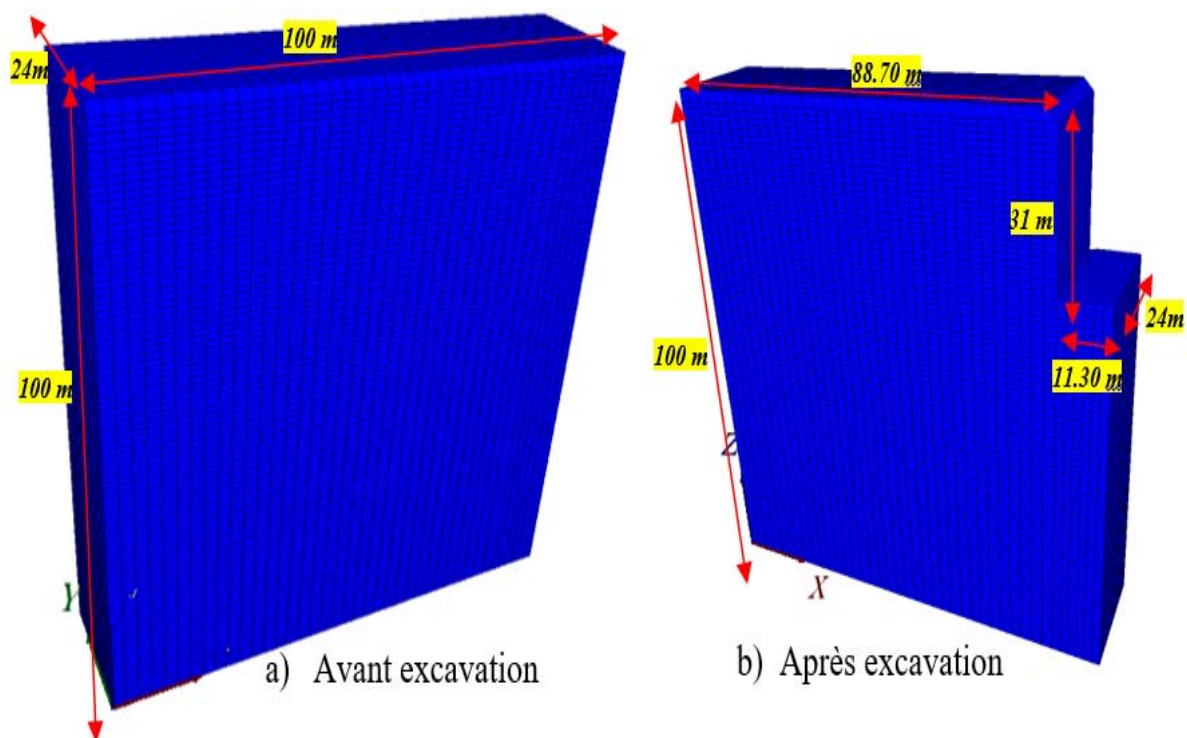 100 m
24m
100 m
Y
a) Avant excavation
88.70 m
31 m
24m
11.30 m
100 m
Z
X
b) Après excavation